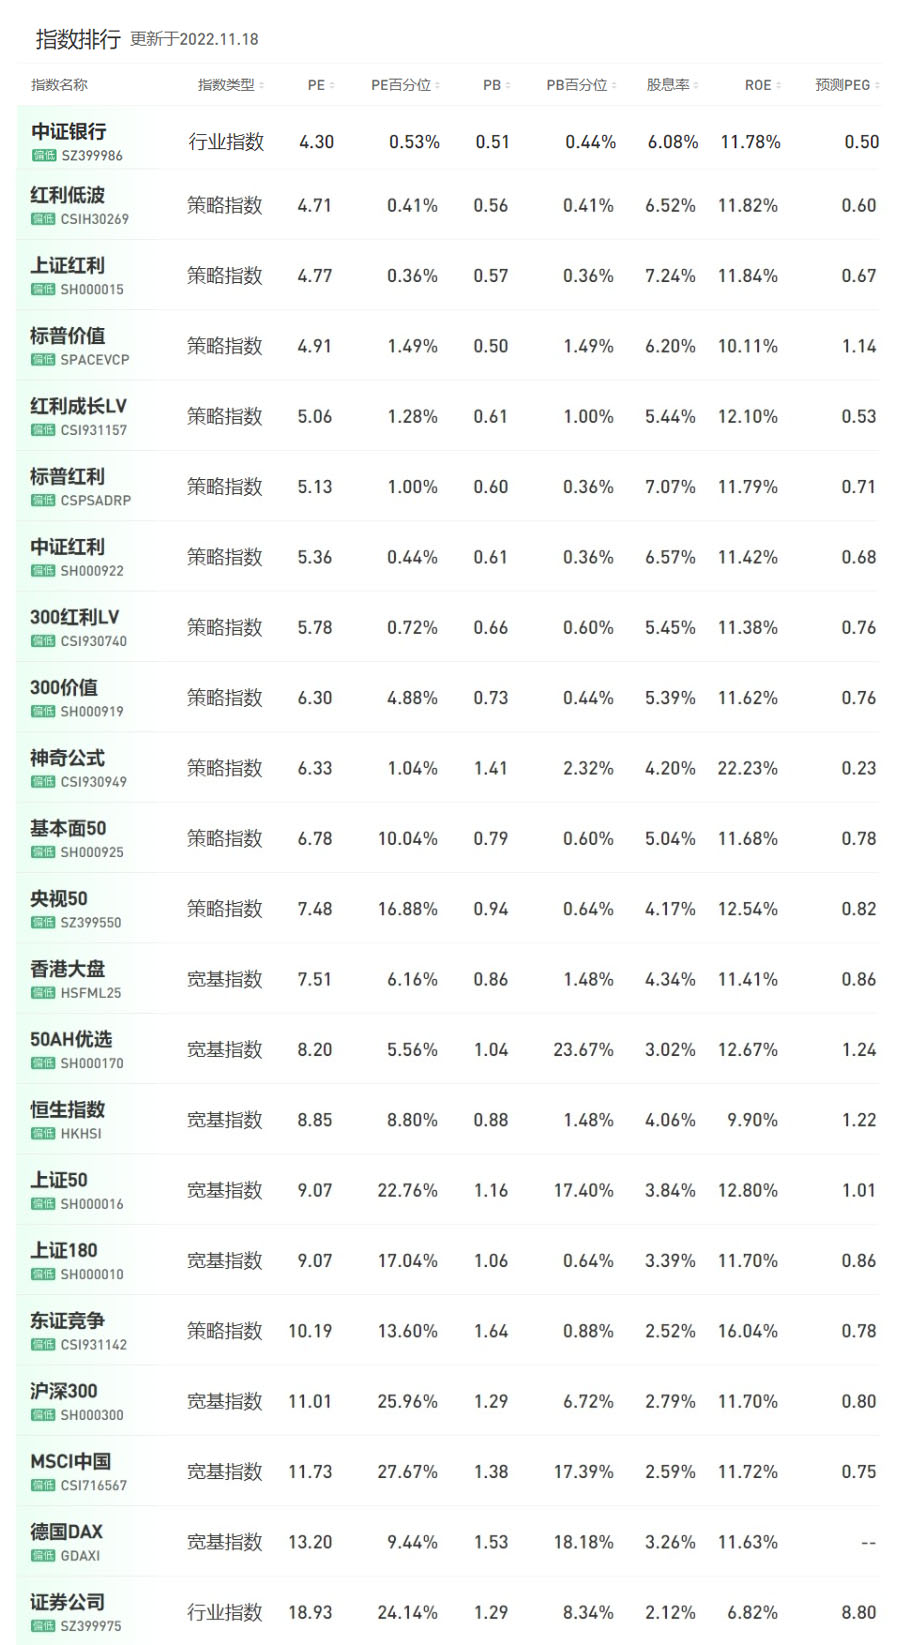 指数排行 更新于2022.11.18
指数名称 指数类型 PE PE百分位 PB PB百分位 股息率 ROE 预测PEG
中证银行 行业指数 4.30 0.53% 0.51 0.44% 6.08% 11.78% 0.50
偏低 SZ399986
红利低波 策略指数 4.71 0.41% 0.56 0.41% 6.52% 11.82% 0.60
偏低 CSIH30269
上证红利 策略指数 4.77 0.36% 0.57 0.36% 7.24% 11.84% 0.67
偏低 SH000015
标普价值 策略指数 4.91 1.49% 0.50 1.49% 6.20% 10.11% 1.14
偏低 SPACEVCP
红利成长LV 策略指数 5.06 1.28% 0.61 1.00% 5.44% 12.10% 0.53
偏低 CSI931157
标普红利 策略指数 5.13 1.00% 0.60 0.36% 7.07% 11.79% 0.71
偏低 CSPSADRP
中证红利 策略指数 5.36 0.44% 0.61 0.36% 6.57% 11.42% 0.68
偏低 SH000922
300红利LV 策略指数 5.78 0.72% 0.66 0.60% 5.45% 11.38% 0.76
偏低 CSI930740
300价值 策略指数 6.30 4.88% 0.73 0.44% 5.39% 11.62% 0.76
偏低 SH000919
神奇公式 策略指数 6.33 1.04% 1.41 2.32% 4.20% 22.23% 0.23
偏低 CSI930949
基本面50 策略指数 6.78 10.04% 0.79 0.60% 5.04% 11.68% 0.78
偏低 SH000925
央视50 策略指数 7.48 16.88% 0.94 0.64% 4.17% 12.54% 0.82
偏低 SZ399550
香港大盘 宽基指数 7.51 6.16% 0.86 1.48% 4.34% 11.41% 0.86
偏低 HSFML25
50AH优选 宽基指数 8.20 5.56% 1.04 23.67% 3.02% 12.67% 1.24
偏低 SH000170
恒生指数 宽基指数 8.85 8.80% 0.88 1.48% 4.06% 9.90% 1.22
偏低 HKHSI
上证50 宽基指数 9.07 22.76% 1.16 17.40% 3.84% 12.80% 1.01
偏低 SH000016
上证180 宽基指数 9.07 17.04% 1.06 0.64% 3.39% 11.70% 0.86
偏低 SH000010
东证竞争 策略指数 10.19 13.60% 1.64 0.88% 2.52% 16.04% 0.78
偏低 CSI931142
沪深300 宽基指数 11.01 25.96% 1.29 6.72% 2.79% 11.70% 0.80
偏低 SH000300
MSCI中国 宽基指数 11.73 27.67% 1.38 17.39% 2.59% 11.72% 0.75
偏低 CSI716567
德国DAX 宽基指数 13.20 9.44% 1.53 18.18% 3.26% 11.63% --
偏低 GDAXI
证券公司 行业指数 18.93 24.14% 1.29 8.34% 2.12% 6.82% 8.80
偏低 SZ399975